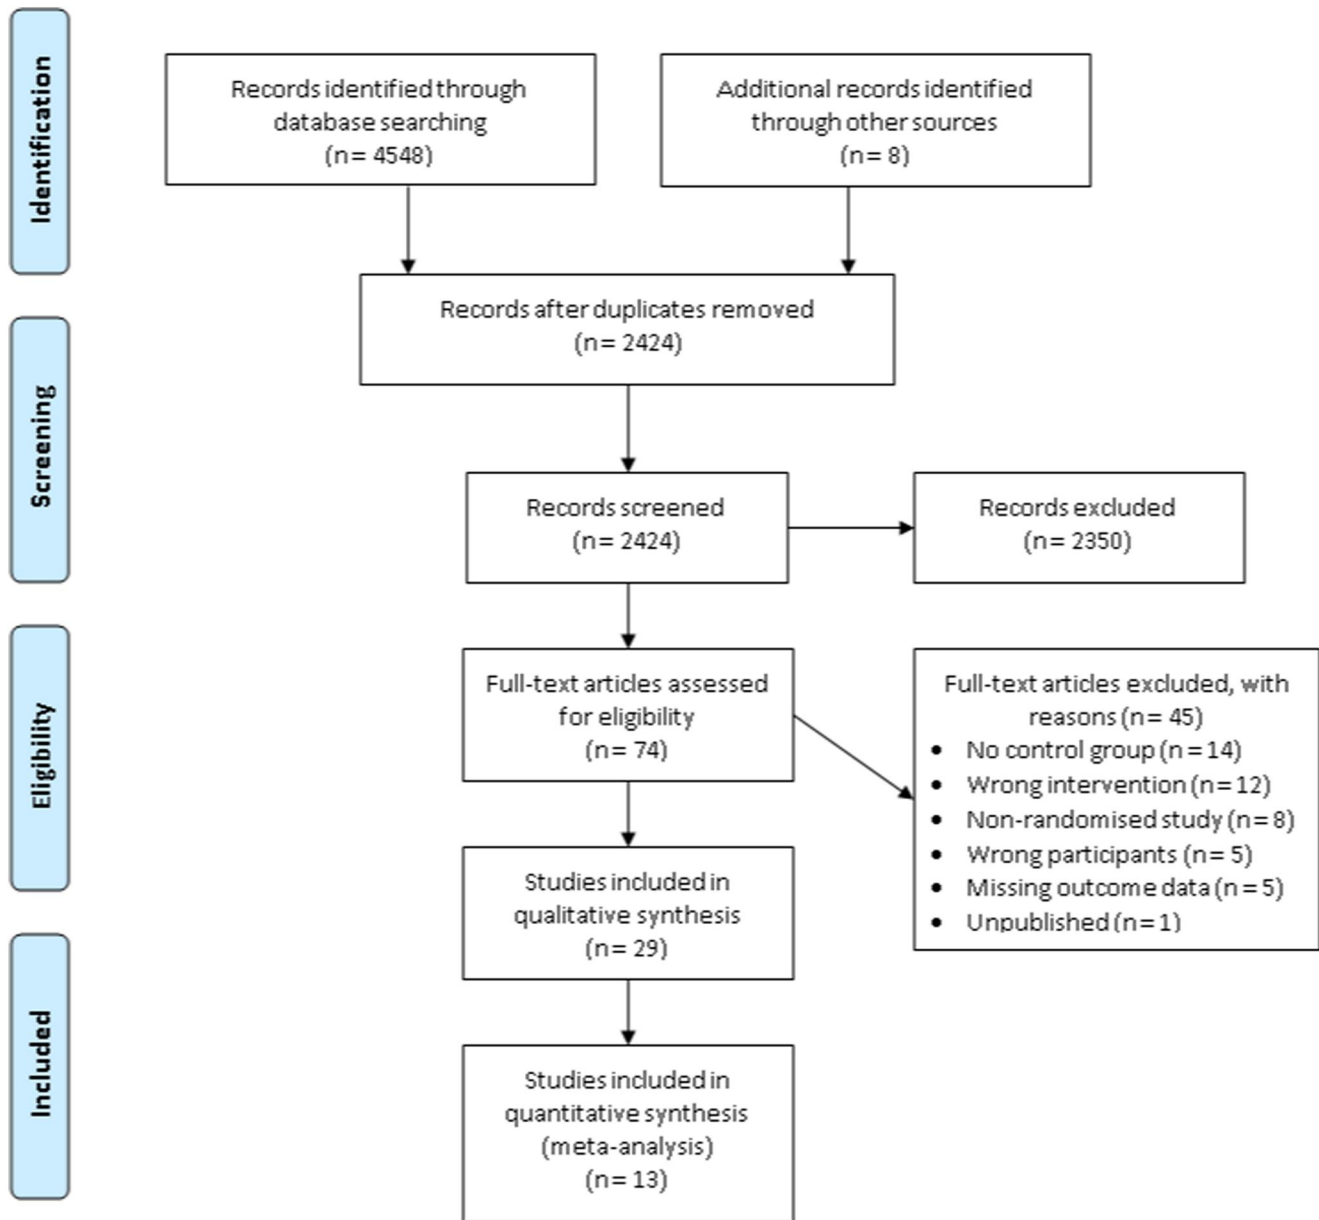 Identification
Records identified through
database searching
(n= 4548)
Additional records identified
through other sources
(n= 8)
Records after duplicates removed
(n= 2424)
Screening
Records screened
(n= 2424)
Records excluded
(n= 2350)
Eligibility
Full-text articles assessed
for eligibility
(n= 74)
Full-text articles excluded, with
reasons (n= 45)
• No control group (n=14)
• Wrong intervention (n=12)
• Non-randomised study (n=8)
• Wrong participants (n= 5)
• Missing outcome data (n= 5)
• Unpublished (n= 1)
Studies included in
qualitative synthesis
(n= 29)
Included
Studies included in
quantitative synthesis
(meta-analysis)
(n= 13)